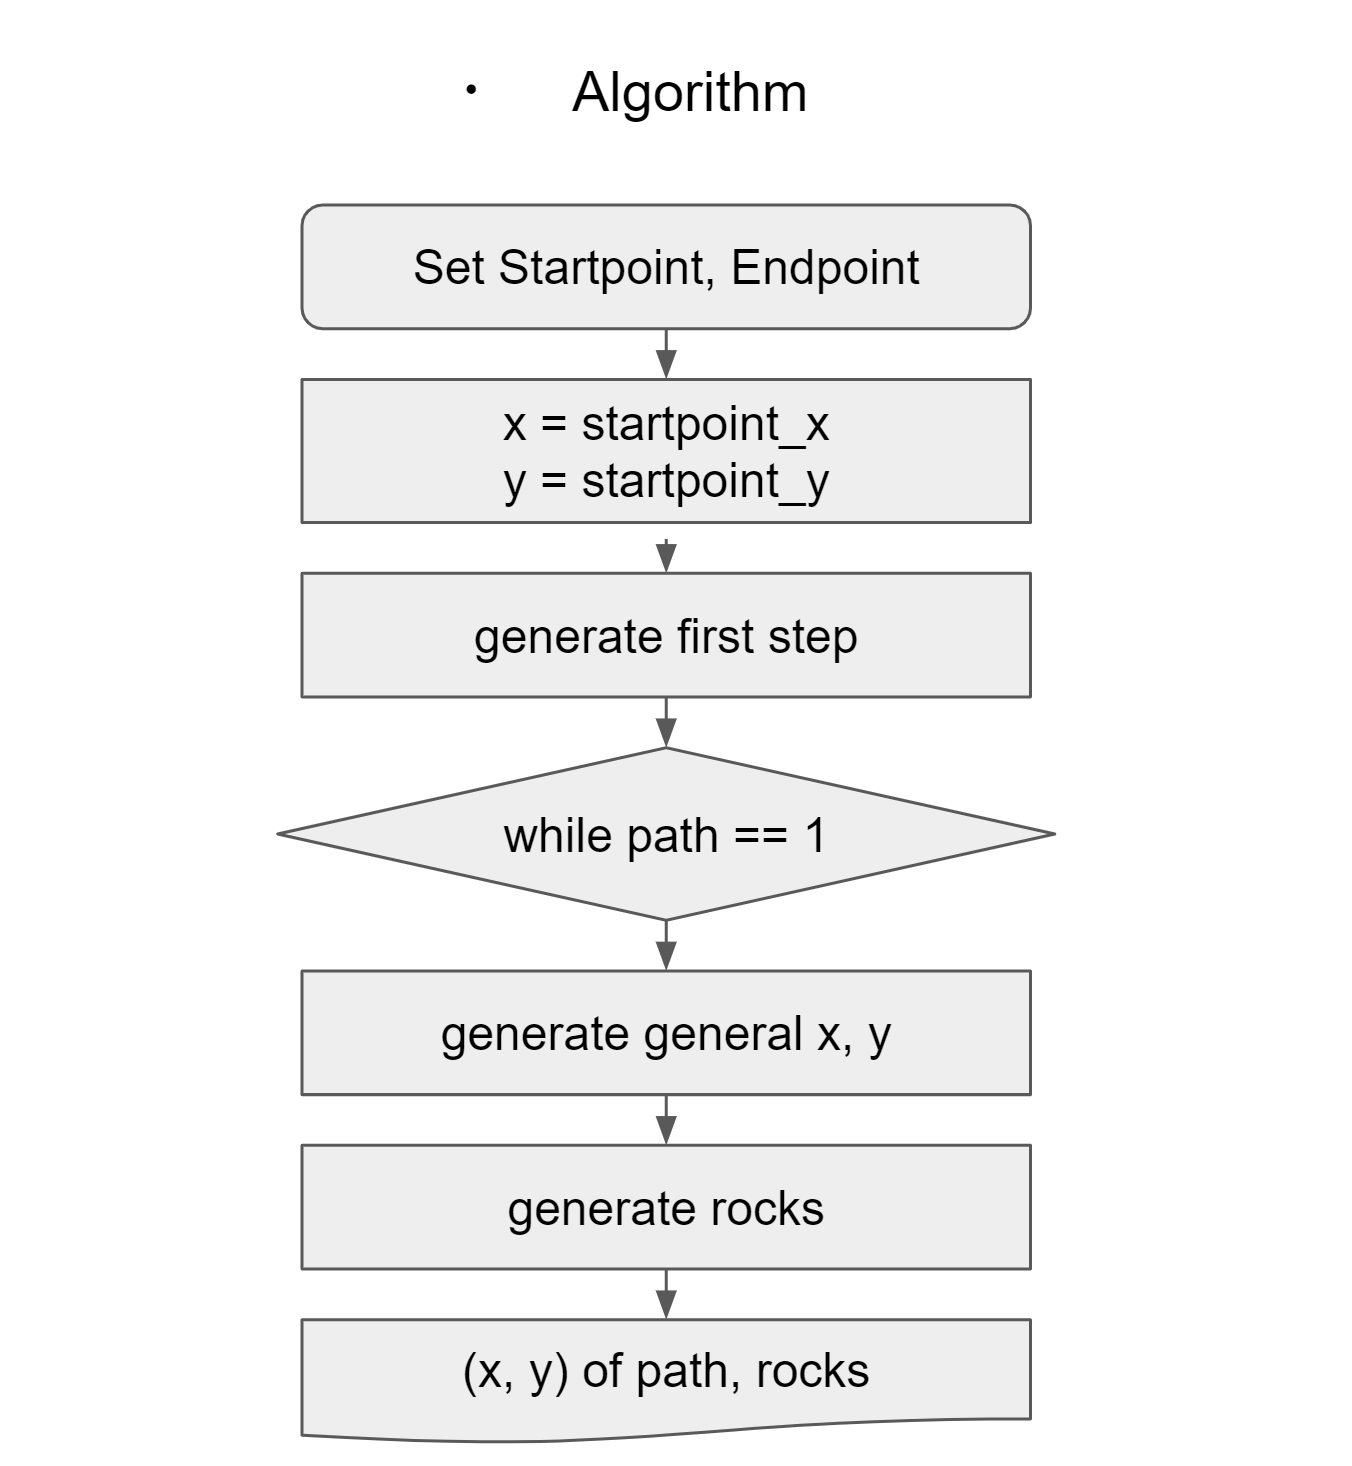 · Algorithm
Set Startpoint, Endpoint
x = startpoint_x
y = startpoint_y
generate first step
while path == 1
generate general x, y
generate rocks
(x, y) of path, rocks